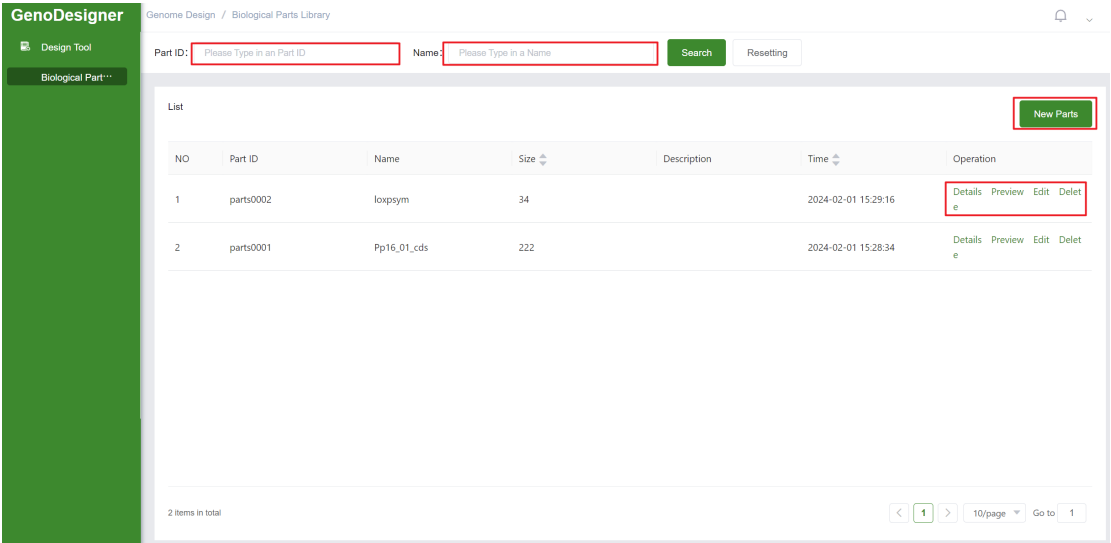 GenoDesigner
Genome Design / Biological Parts Library
Design Tool
Biological Part···
Part ID: Please Type in an Part ID Name: Please Type in a Name Search Resetting
List
New Parts
NO Part ID Name Size Description Time Operation
1 parts0002 loxpsym 34 2024-02-01 15:29:16 Details Preview Edit Delet
e
2 parts0001 Pp16_01_cds 222 2024-02-01 15:28:34 Details Preview Edit Delet
e
2 items in total < 1 > 10/page Go to 1